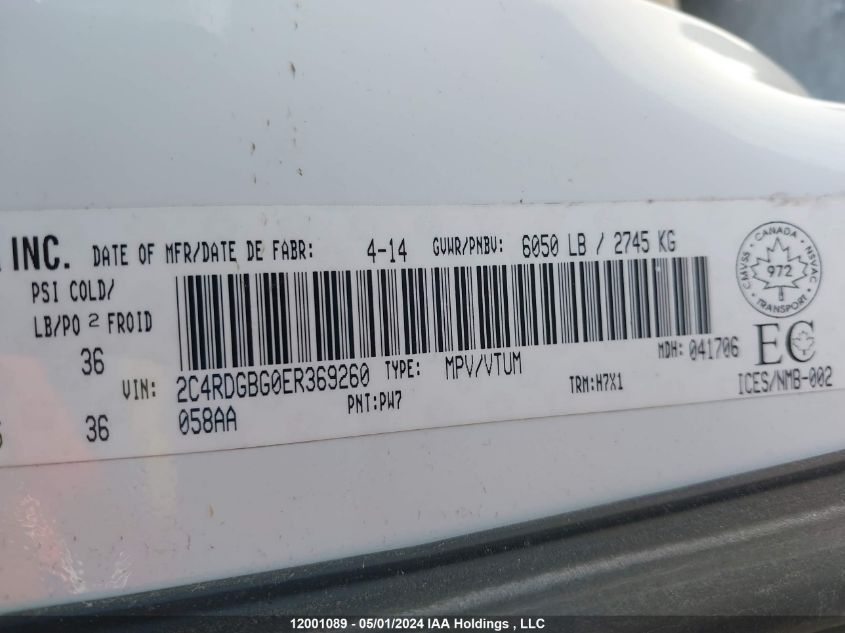 INC. DATE OF MFR/DATE DE FABR: 4-14 GVWR/PNBV: 6050 LB / 2745 KG
PSI COLD/
LB/PO 2 FROID
36
36
VIN: 2C4RDGBG0ER369260 TYPE: MPV/VTUM MDH: 041706
PNT:PW7 TRM:H7X1
058AA
CANADA
CMVSS 972 NSVAC
TRANSPORT
EC
ICES/NMB-002
12001089 - 05/01/2024 IAA Holdings , LLC